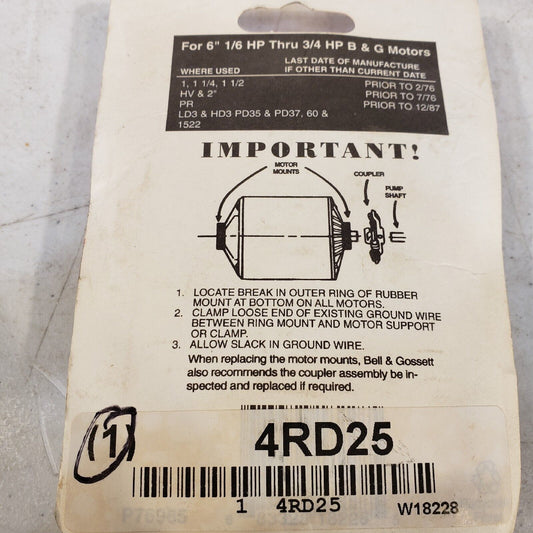 For 6" 1/6 HP Thru 3/4 HP B & G Motors
LAST DATE OF MANUFACTURE
WHERE USED IF OTHER THAN CURRENT DATE
1, 1 1/4, 1 1/2 PRIOR TO 2/76
HV & 2" PRIOR TO 7/76
PR PRIOR TO 12/87
LD3 & HD3 PD35 & PD37, 60 &
1522
IMPORTANT!
MOTOR
MOUNTS
COUPLER
PUMP
SHAFT
1. LOCATE BREAK IN OUTER RING OF RUBBER
MOUNT AT BOTTOM ON ALL MOTORS.
2. CLAMP LOOSE END OF EXISTING GROUND WIRE
BETWEEN RING MOUNT AND MOTOR SUPPORT
OR CLAMP.
3. ALLOW SLACK IN GROUND WIRE.
When replacing the motor mounts, Bell & Gossett
also recommends the coupler assembly be in-
spected and replaced if required.
(1)
4RD25
1 4RD25 W18228
P76985